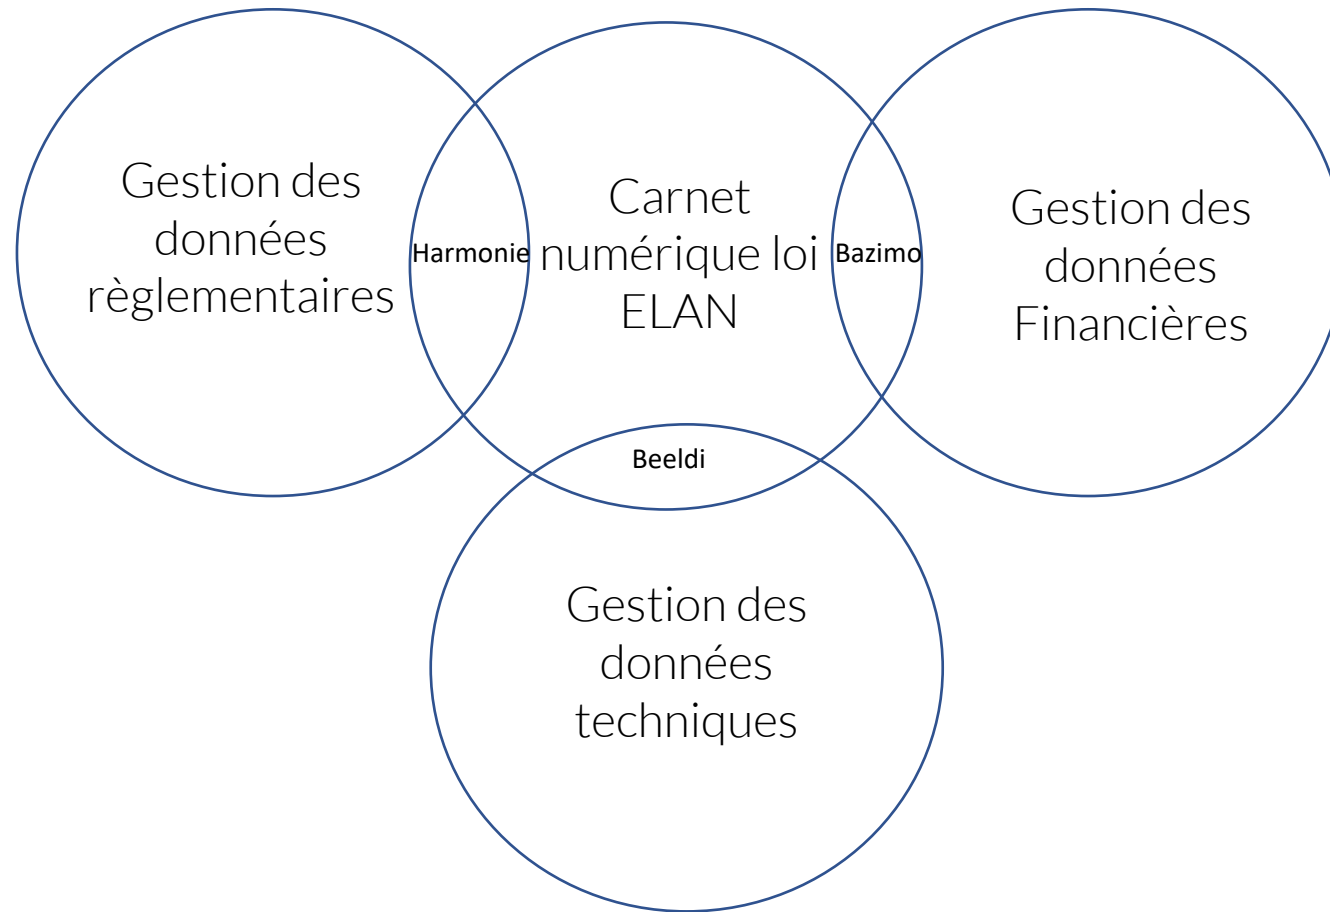 Gestion des
données
règlementaires
Harmonie
Carnet
numérique loi
ELAN
Bazimo
Gestion des
données
Financières
Beeldi
Gestion des
données
techniques